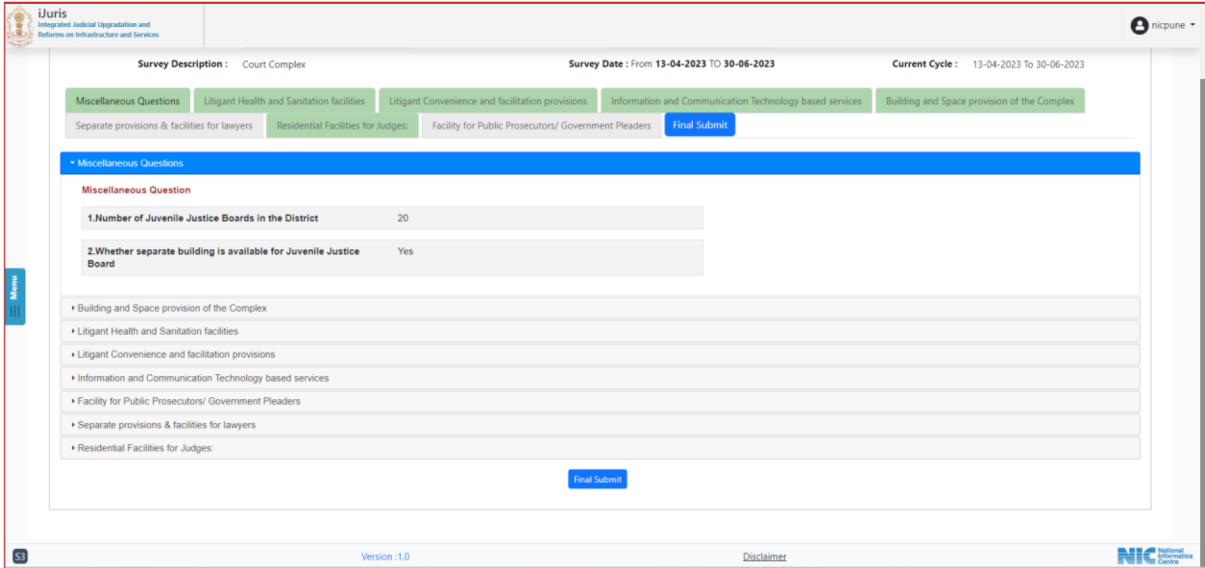 iJuris
Integrated Judicial Upgradation and
Reforms on Infrastructure and Services
nicpune
Survey Description : Court Complex Survey Date : From 13-04-2023 TO 30-06-2023 Current Cycle : 13-04-2023 To 30-06-2023
Miscellaneous Questions Litigant Health and Sanitation facilities Litigant Convenience and facilitation provisions Information and Communication Technology based services Building and Space provision of the Complex
Separate provisions & facilities for lawyers Residential Facilities for Judges: Facility for Public Prosecutors/ Government Pleaders Final Submit
Miscellaneous Questions
Miscellaneous Question
1.Number of Juvenile Justice Boards in the District 20
2.Whether separate building is available for Juvenile Justice Yes
Board
Menu
Building and Space provision of the Complex
Litigant Health and Sanitation facilities
Litigant Convenience and facilitation provisions
Information and Communication Technology based services
Facility for Public Prosecutors/ Government Pleaders
Separate provisions & facilities for lawyers
Residential Facilities for Judges:
Final Submit
S3 Version :1.0 Disclaimer NIC National
Informatics
Centre